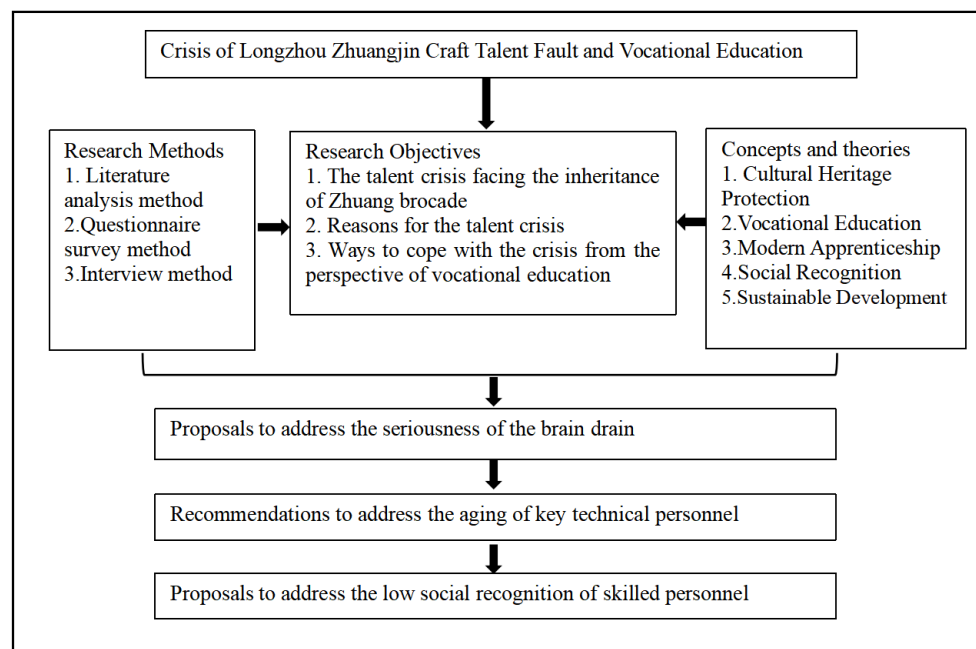 Crisis of Longzhou Zhuangjin Craft Talent Fault and Vocational Education
Research Methods
1. Literature
analysis method
2.Questionnaire
survey method
3.Interview method
Research Objectives
1. The talent crisis facing the inheritance
of Zhuang brocade
2. Reasons for the talent crisis
3. Ways to cope with the crisis from the
perspective of vocational education
Concepts and theories
1. Cultural Heritage
Protection
2.Vocational Education
3.Modern Apprenticeship
4.Social Recognition
5.Sustainable Development
Proposals to address the seriousness of the brain drain
Recommendations to address the aging of key technical personnel
Proposals to address the low social recognition of skilled personnel